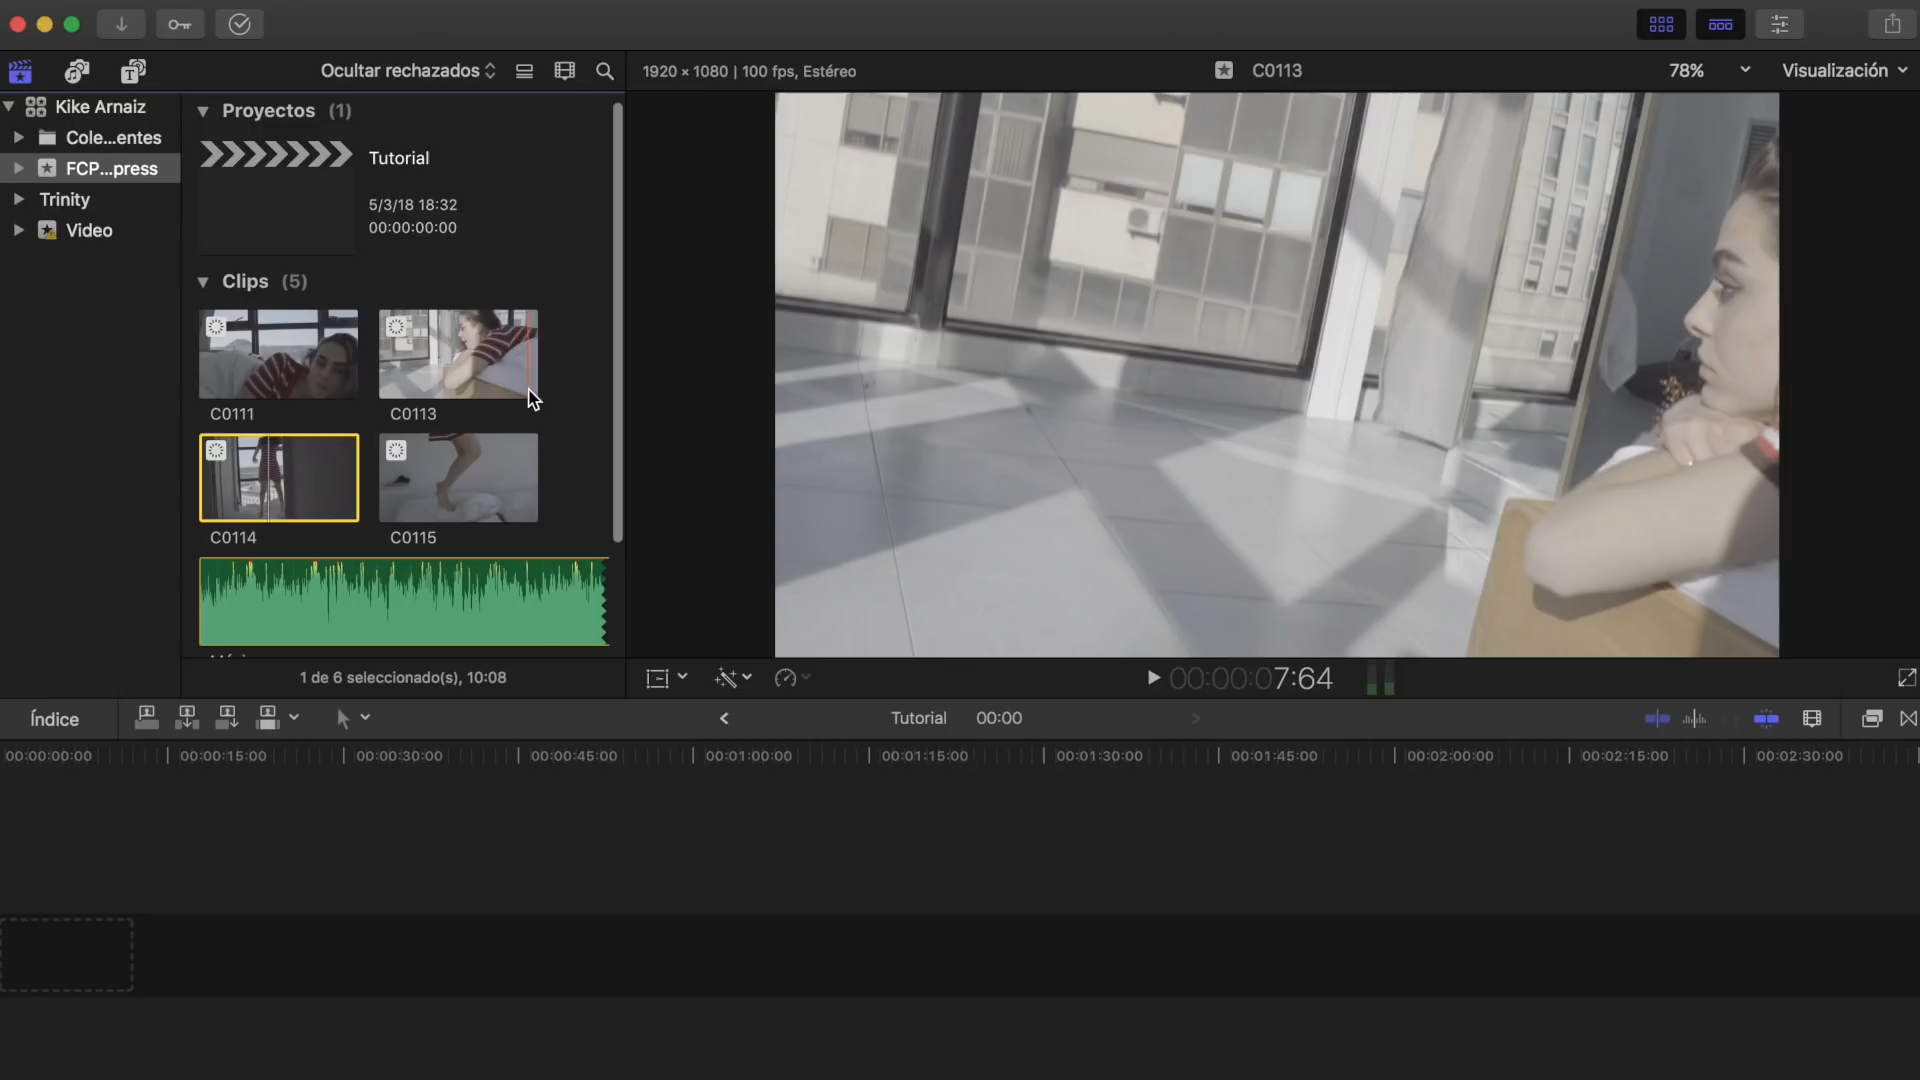 Ocultar rechazados
1920 × 1080 | 100 fps, Estéreo
C0113
78%
Visualización
Kike Arnaiz
Cole...entes
FCP...press
Trinity
Video
Proyectos (1)
Tutorial
5/3/18 18:32
00:00:00:00
Clips (5)
C0111
C0113
C0114
C0115
1 de 6 seleccionado(s), 10:08
00:00:07:64
Índice
Tutorial 00:00
00:00:00:00 00:00:15:00 00:00:30:00 00:00:45:00 00:01:00:00 00:01:15:00 00:01:30:00 00:01:45:00 00:02:00:00 00:02:15:00 00:02:30:00